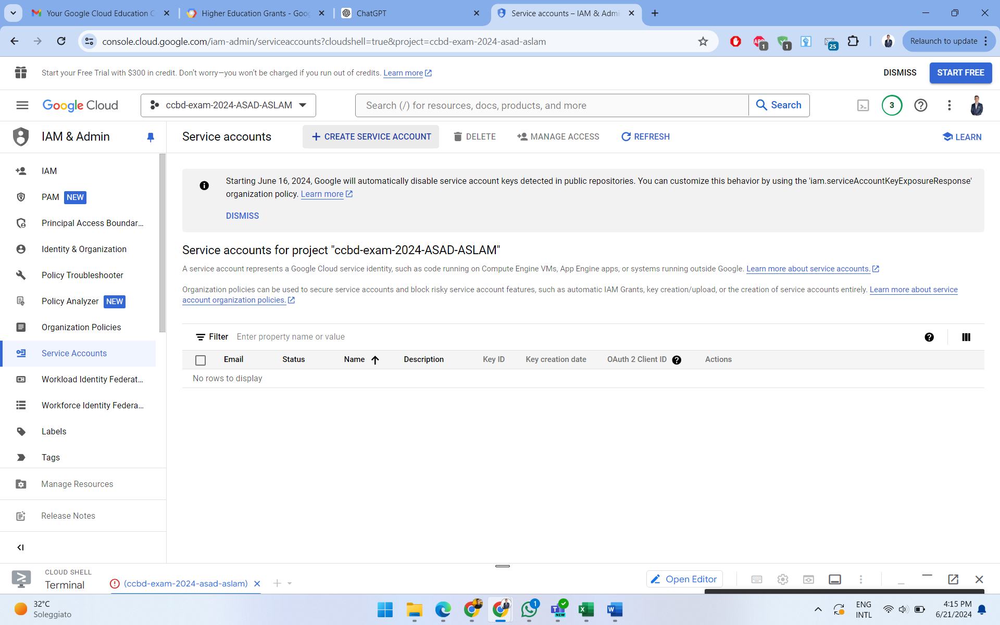 Your Google Cloud Education C
Higher Education Grants - Goog
ChatGPT
Service accounts – IAM & Admi
console.cloud.google.com/iam-admin/serviceaccounts?cloudshell=true&project=ccbd-exam-2024-asad-aslam
ABP
1
1
25
Relaunch to update
Start your Free Trial with $300 in credit. Don't worry—you won't be charged if you run out of credits. Learn more
DISMISS
START FREE
Google Cloud
ccbd-exam-2024-ASAD-ASLAM
Search (/) for resources, docs, products, and more
Search
3
IAM & Admin
Service accounts
CREATE SERVICE ACCOUNT
DELETE
MANAGE ACCESS
REFRESH
LEARN
IAM
PAM NEW
Principal Access Boundar...
Identity & Organization
Policy Troubleshooter
Policy Analyzer NEW
Organization Policies
Service Accounts
Workload Identity Federat...
Workforce Identity Federa...
Labels
Tags
Manage Resources
Release Notes
Starting June 16, 2024, Google will automatically disable service account keys detected in public repositories. You can customize this behavior by using the 'iam.serviceAccountKeyExposureResponse'
organization policy. Learn more
DISMISS
Service accounts for project "ccbd-exam-2024-ASAD-ASLAM"
A service account represents a Google Cloud service identity, such as code running on Compute Engine VMs, App Engine apps, or systems running outside Google. Learn more about service accounts.
Organization policies can be used to secure service accounts and block risky service account features, such as automatic IAM Grants, key creation/upload, or the creation of service accounts entirely. Learn more about service
account organization policies.
Filter Enter property name or value
Email Status Name Description Key ID Key creation date OAuth 2 Client ID Actions
No rows to display
CLOUD SHELL
Terminal
(ccbd-exam-2024-asad-aslam)
Open Editor
32°C
Soleggiato
1
NEW
ENG
INTL
4:15 PM
6/21/2024